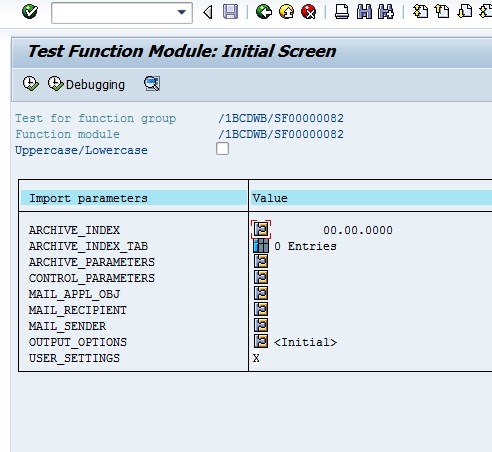 Test Function Module: Initial Screen
Debugging
Test for function group /1BCDWB/SF00000082
Function module /1BCDWB/SF00000082
Uppercase/Lowercase
Import parameters Value
ARCHIVE_INDEX 00.00.0000
ARCHIVE_INDEX_TAB 0 Entries
ARCHIVE_PARAMETERS
CONTROL_PARAMETERS
MAIL_APPL_OBJ
MAIL_RECIPIENT
MAIL_SENDER
OUTPUT_OPTIONS <Initial>
USER_SETTINGS X